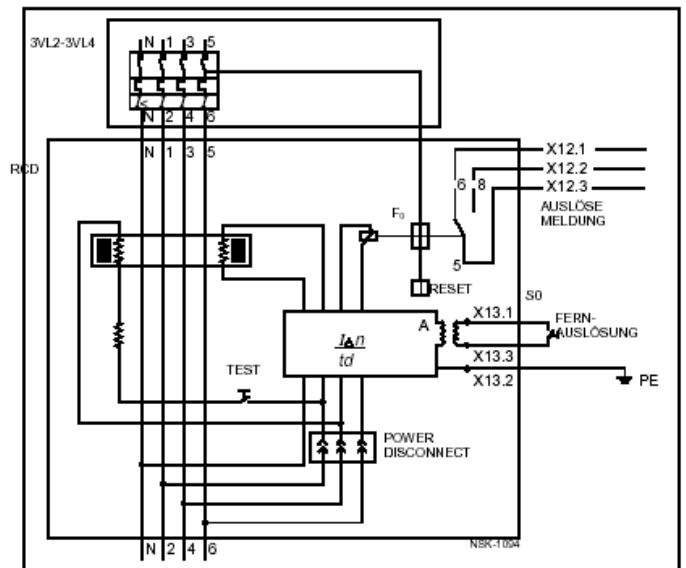 3VL2-3VL4
N 1 3 5
I<
N 2 4 6
N 1 3 5
RCD
X12.1
X12.2
X12.3
6 8
AUSLÖSE
MELDUNG
F₀
5
RESET
S0
X13.1
FERN-
AUSLÖSUNG
A
I∆n
td
X13.3
X13.2
PE
TEST
POWER
DISCONNECT
NSK-1094
N 2 4 6